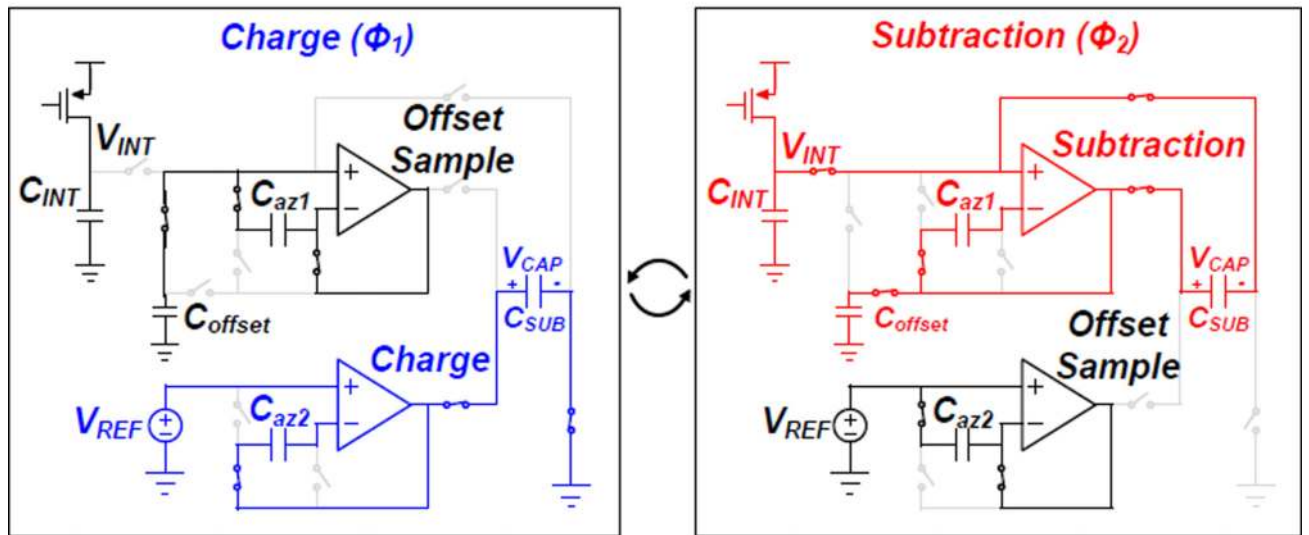 Charge (Φ1)
VINT
Offset
Sample
CINT
Caz1
+
−
VCAP
+
-
CSUB
Coffset
Charge
VREF
+
−
Caz2
+
−
Subtraction (Φ2)
VINT
Subtraction
CINT
Caz1
+
−
VCAP
+
-
CSUB
Coffset
Offset
Sample
VREF
+
−
Caz2
+
−